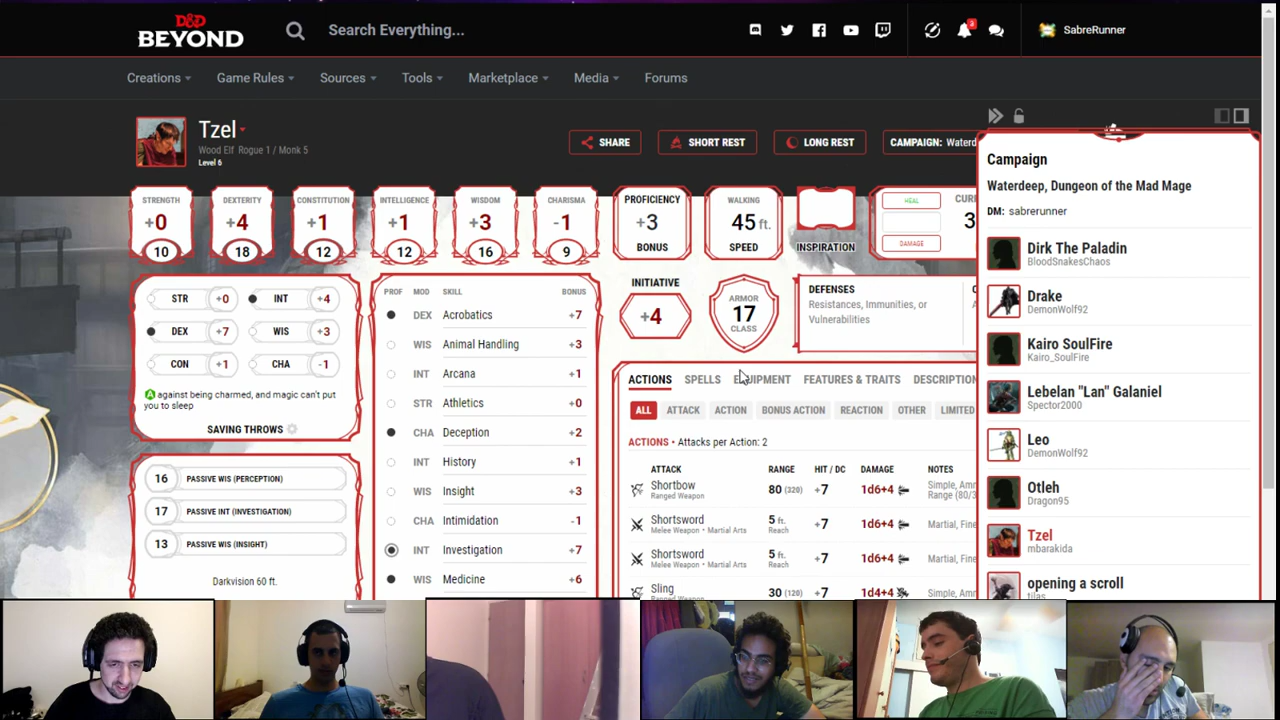 D&D
BEYOND
Search Everything...
3
SabreRunner
Creations
Game Rules
Sources
Tools
Marketplace
Media
Forums
Tzel
Wood Elf Rogue 1 / Monk 5
Level 6
SHARE
SHORT REST
LONG REST
CAMPAIGN: Waterd
STRENGTH
+0
10
DEXTERITY
+4
18
CONSTITUTION
+1
12
INTELLIGENCE
+1
12
WISDOM
+3
16
CHARISMA
-1
9
PROFICIENCY
+3
BONUS
WALKING
45 ft.
SPEED
INSPIRATION
HEAL
DAMAGE
CURR
3
STR +0
INT +4
DEX +7
WIS +3
CON +1
CHA -1
A against being charmed, and magic can't put
you to sleep
SAVING THROWS
16 PASSIVE WIS (PERCEPTION)
17 PASSIVE INT (INVESTIGATION)
13 PASSIVE WIS (INSIGHT)
Darkvision 60 ft.
PROF MOD SKILL BONUS
DEX Acrobatics +7
WIS Animal Handling +3
INT Arcana +1
STR Athletics +0
CHA Deception +2
INT History +1
WIS Insight +3
CHA Intimidation -1
INT Investigation +7
WIS Medicine +6
INITIATIVE
+4
ARMOR
17
CLASS
DEFENSES
Resistances, Immunities, or
Vulnerabilities
ACTIONS SPELLS EQUIPMENT FEATURES & TRAITS DESCRIPTION
ALL ATTACK ACTION BONUS ACTION REACTION OTHER LIMITED
ACTIONS • Attacks per Action: 2
ATTACK RANGE HIT / DC DAMAGE NOTES
Shortbow 80 (320) +7 1d6+4 Simple, Amm
Ranged Weapon Range (80/3
Shortsword 5 ft. +7 1d6+4 Martial, Fine
Melee Weapon • Martial Arts Reach
Shortsword 5 ft. +7 1d6+4 Martial, Fine
Melee Weapon • Martial Arts Reach
Sling 30 (120) +7 1d4+4 Simple, Amm
Campaign
Waterdeep, Dungeon of the Mad Mage
DM: sabrerunner
Dirk The Paladin
BloodSnakesChaos
Drake
DemonWolf92
Kairo SoulFire
Kairo_SoulFire
Lebelan "Lan" Galaniel
Spector2000
Leo
DemonWolf92
Otleh
Dragon95
Tzel
mbarakida
opening a scroll
tilas